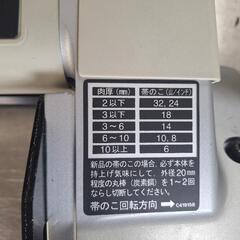 肉厚(mm) 帯のこ(山/インチ)
2以下 32,24
3以下 18
3〜6 14
6〜10 10,8
10以上 6
新品の帯のこの場合、必ず本体を
持上げ気味にして、外径20mm
程度の丸棒(炭素鋼)を1〜2回
ならし切断してください。
帯のこ回転方向 → C419158